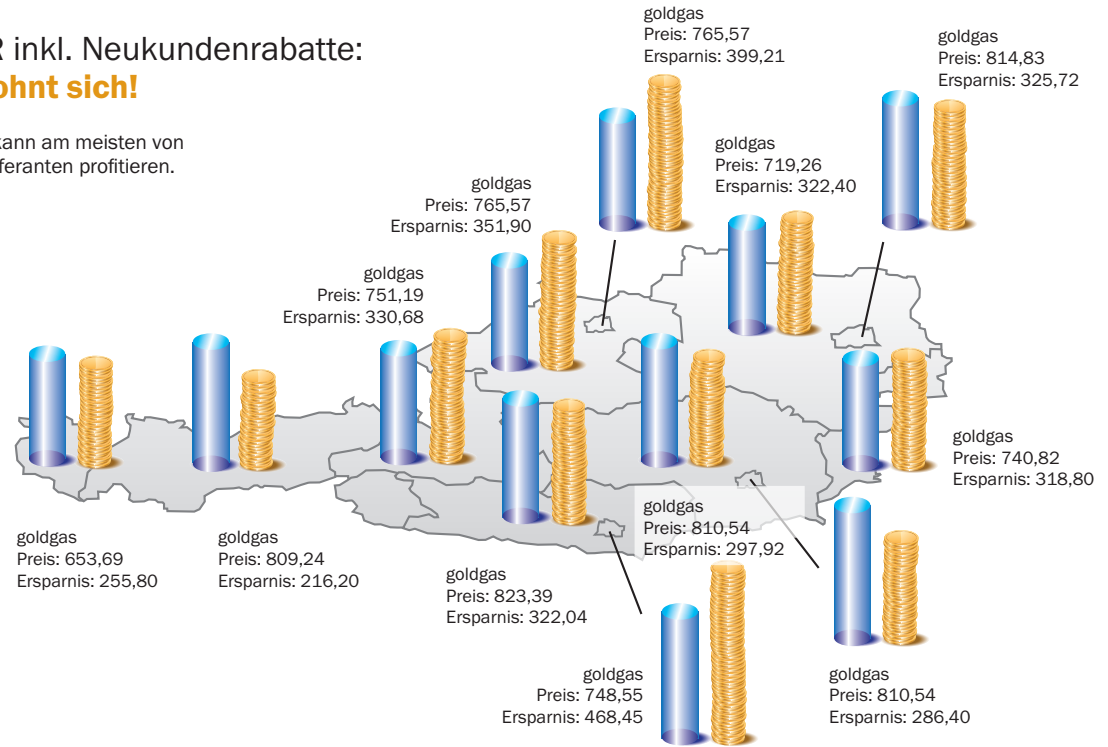 R inkl. Neukundenrabatte:
ohnt sich!
kann am meisten von
feranten profitieren.
goldgas
Preis: 765,57
Ersparnis: 399,21
goldgas
Preis: 814,83
Ersparnis: 325,72
goldgas
Preis: 719,26
Ersparnis: 322,40
goldgas
Preis: 765,57
Ersparnis: 351,90
goldgas
Preis: 751,19
Ersparnis: 330,68
goldgas
Preis: 740,82
Ersparnis: 318,80
goldgas
Preis: 653,69
Ersparnis: 255,80
goldgas
Preis: 809,24
Ersparnis: 216,20
goldgas
Preis: 810,54
Ersparnis: 297,92
goldgas
Preis: 823,39
Ersparnis: 322,04
goldgas
Preis: 748,55
Ersparnis: 468,45
goldgas
Preis: 810,54
Ersparnis: 286,40